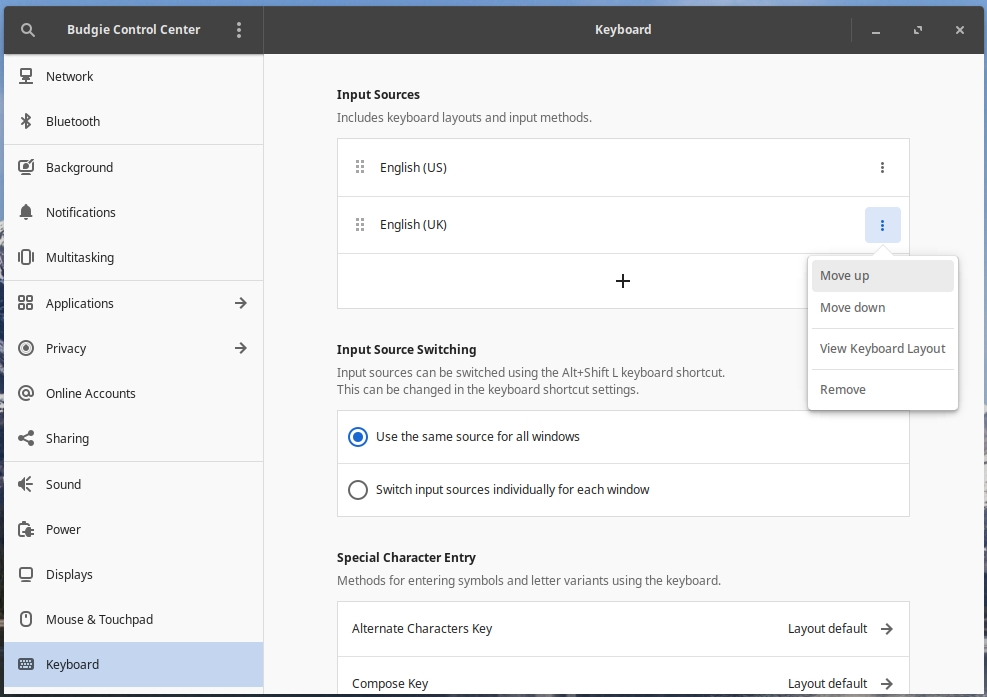 Budgie Control Center
Keyboard
Network
Bluetooth
Background
Notifications
Multitasking
Applications
Privacy
Online Accounts
Sharing
Sound
Power
Displays
Mouse & Touchpad
Keyboard
Input Sources
Includes keyboard layouts and input methods.
English (US)
English (UK)
Move up
Move down
View Keyboard Layout
Remove
Input Source Switching
Input sources can be switched using the Alt+Shift L keyboard shortcut.
This can be changed in the keyboard shortcut settings.
Use the same source for all windows
Switch input sources individually for each window
Special Character Entry
Methods for entering symbols and letter variants using the keyboard.
Alternate Characters Key Layout default
Compose Key Layout default